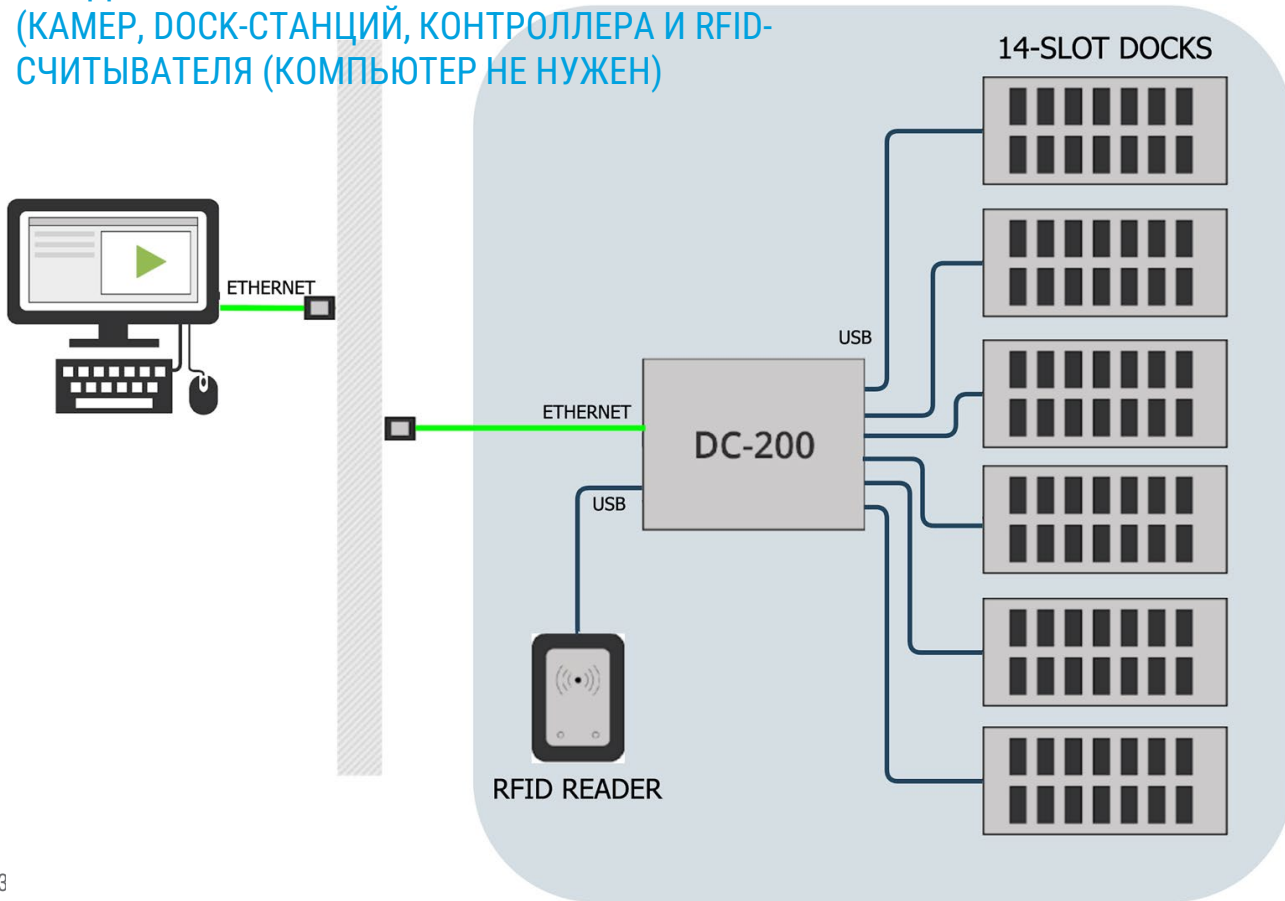 (КАМЕР, DOCK-СТАНЦИЙ, КОНТРОЛЛЕРА И RFID-
СЧИТЫВАТЕЛЯ (КОМПЬЮТЕР НЕ НУЖЕН)
14-SLOT DOCKS
ETHERNET
USB
ETHERNET
DC-200
USB
RFID READER
3